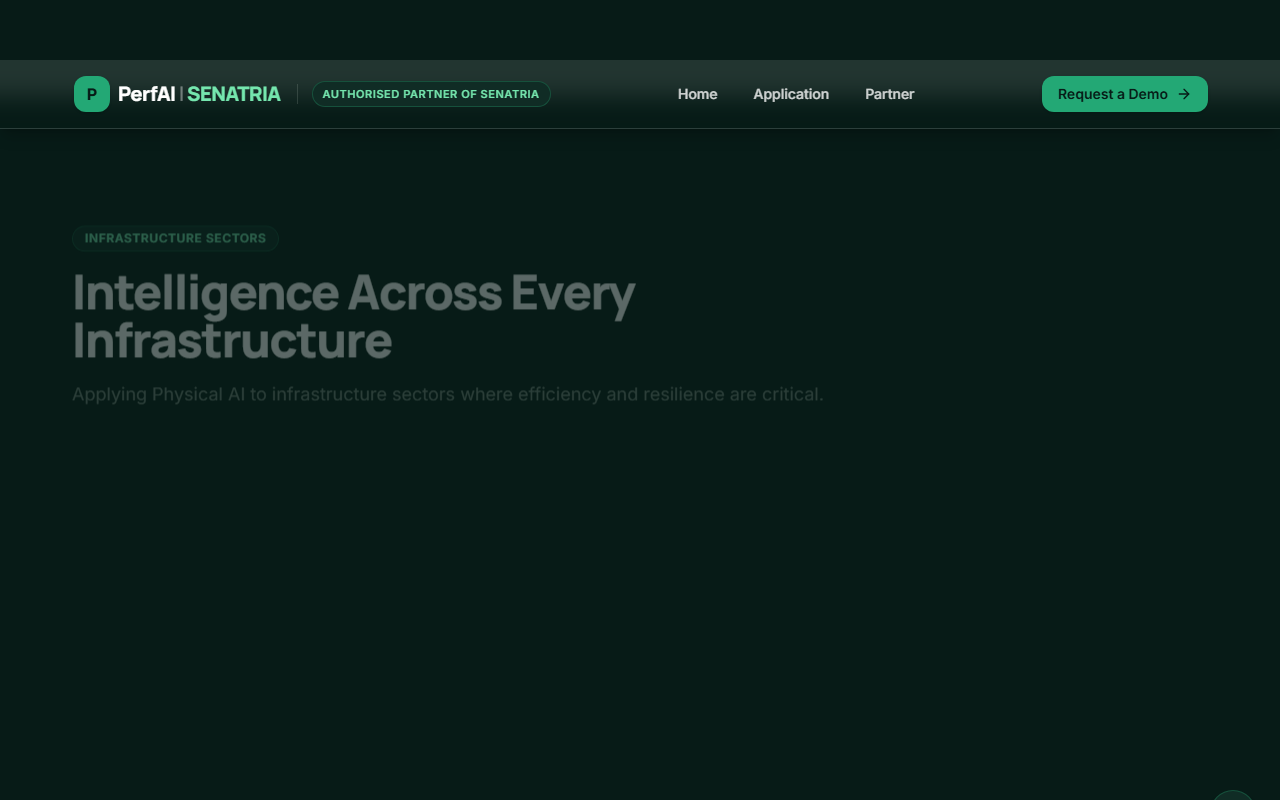 P
PerfAI | SENATRIA
AUTHORISED PARTNER OF SENATRIA
Home
Application
Partner
Request a Demo
INFRASTRUCTURE SECTORS
Intelligence Across Every
Infrastructure
Applying Physical AI to infrastructure sectors where efficiency and resilience are critical.